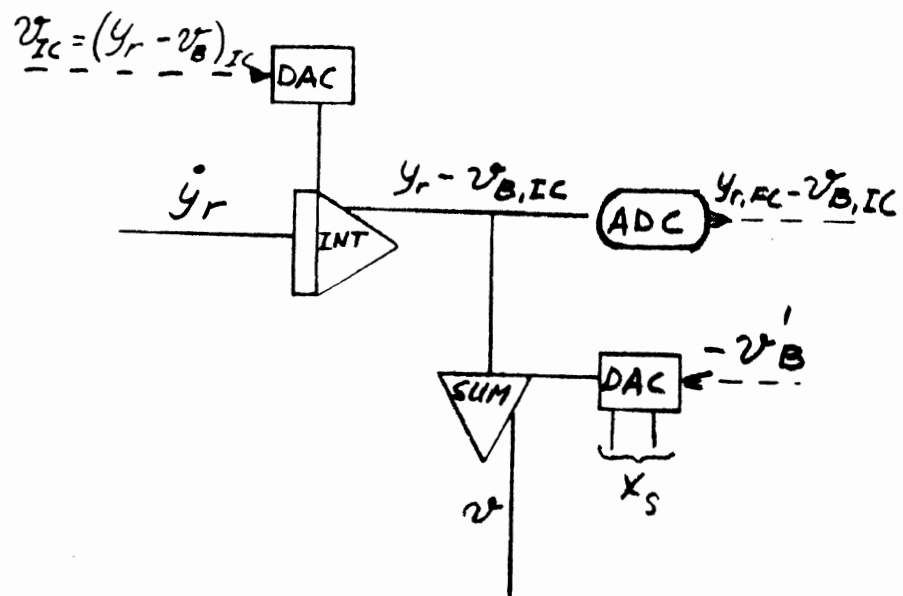 v_IC = (y_r - v_B)_IC
DAC
ẏ_r
INT
y_r - v_B,IC
ADC
y_r,FC - v_B,IC
SUM
DAC
- v'_B
x_s
v